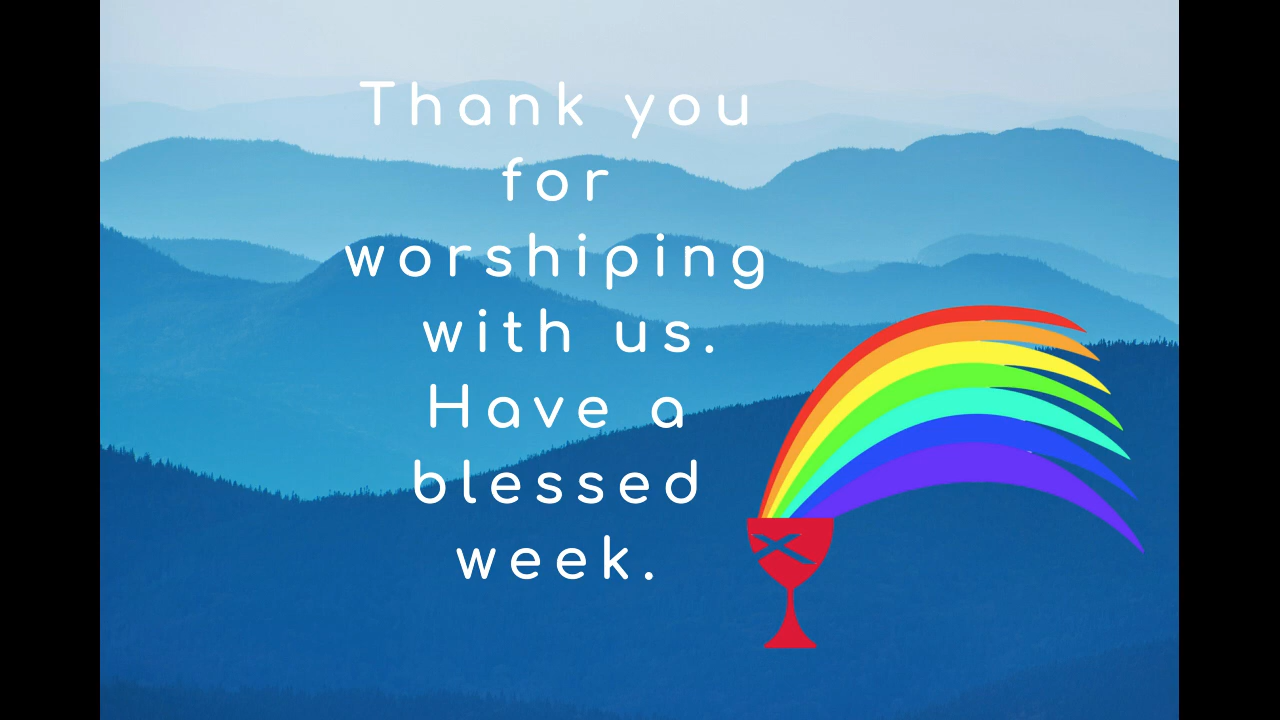 Thank you
for
worshiping
with us.
Have a
blessed
week.